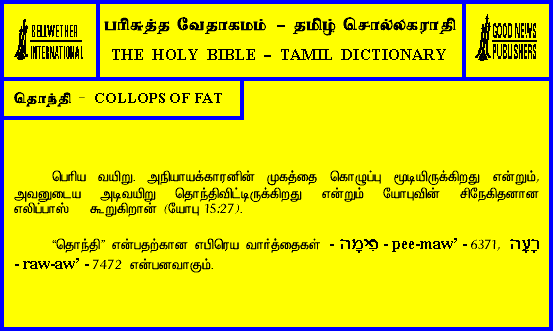 BELLWETHER
INTERNATIONAL
பரிசுத்த வேதாகமம் – தமிழ் சொல்லகராதி
THE HOLY BIBLE – TAMIL DICTIONARY
GOOD NEWS
PUBLISHERS
தொந்தி – COLLOPS OF FAT
பெரிய வயிறு. அநியாயக்காரனின் முகத்தை கொழுப்பு மூடியிருக்கிறது என்றும்,
அவனுடைய அடிவயிறு தொந்திவிட்டிருக்கிறது என்றும் யோபுவின் சிநேகிதனான
எலிப்பாஸ் கூறுகிறான் (யோபு 15:27).
“தொந்தி” என்பதற்கான எபிரெய வார்த்தைகள் - פִּימָה - pee-maw’ - 6371, רָעָה
- raw-aw’ - 7472 என்பனவாகும்.